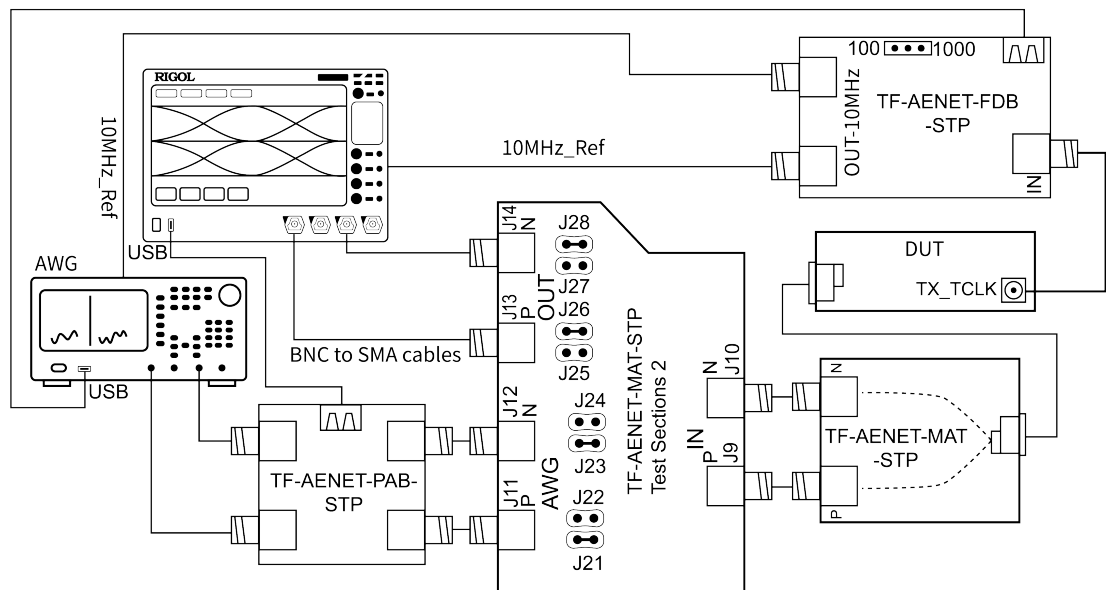 100
1000
TF-AENET-FDB
-STP
OUT-10MHz
IN
RIGOL
10MHz_Ref
10MHz_Ref
USB
AWG
USB
BNC to SMA cables
J14
N
J28
J27
OUT
J13
P
J26
J25
TF-AENET-MAT-STP
Test Sections 2
J12
N
J24
J23
AWG
J11
P
J22
J21
N
J10
IN
P
J9
DUT
TX_TCLK
N
TF-AENET-MAT
-STP
P
TF-AENET-PAB-
STP